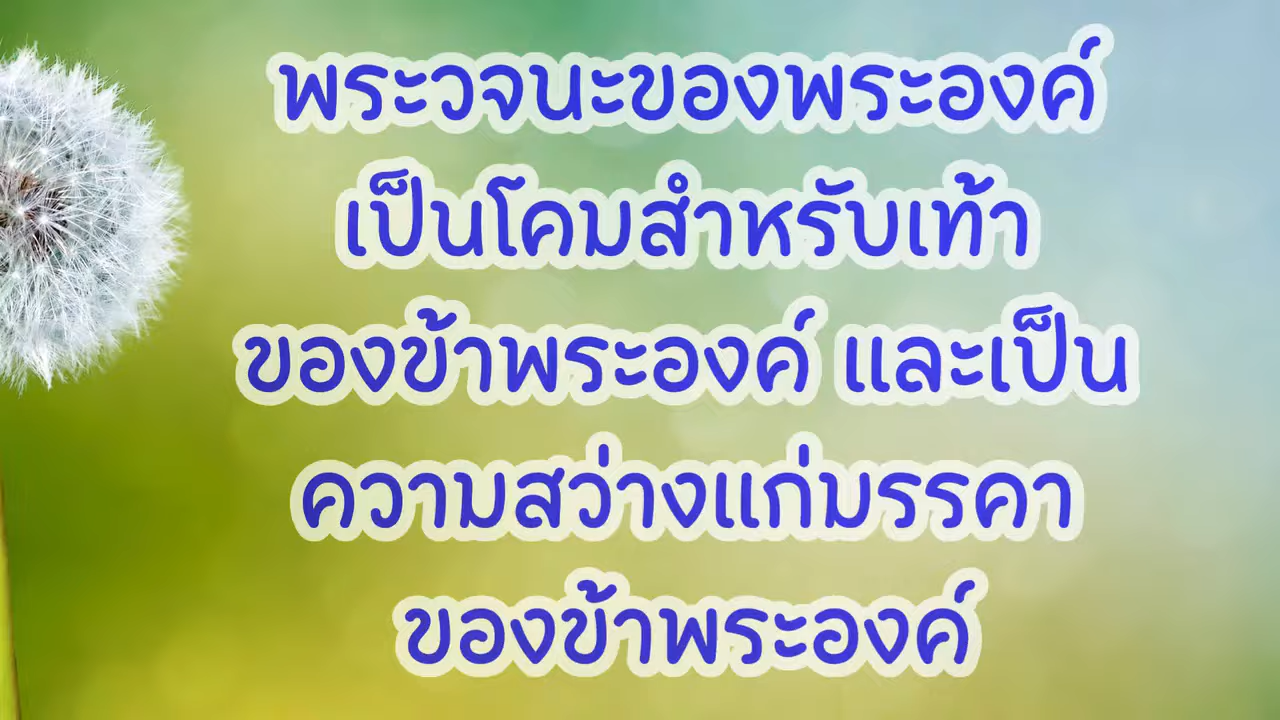 พระวจนะของพระองค์
เป็นโคมสำหรับเท้า
ของข้าพระองค์ และเป็น
ความสว่างแก่มรรคา
ของข้าพระองค์